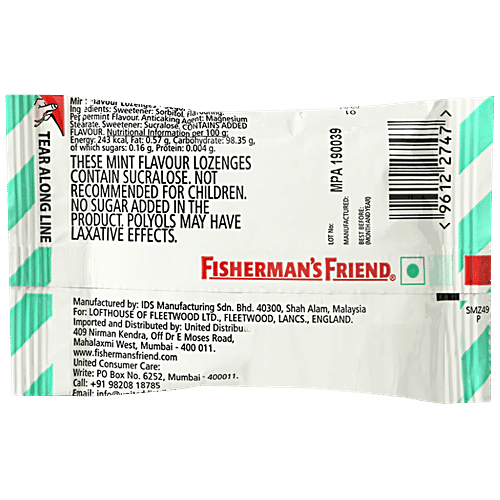 TEAR ALONG LINE
Flavour Lozenges
Ingredients: Sweetener: Sorbitol, Flavouring:
Peppermint Flavour, Anticaking Agent: Magnesium
Stearate, Sweetener: Sucralose. CONTAINS ADDED
FLAVOUR. Nutritional Information per 100 g:
Energy: 243 kcal, Fat: 0.57 g, Carbohydrate: 98.35 g,
of which sugars: 0.16 g, Protein: 0.004 g.
THESE MINT FLAVOUR LOZENGES
CONTAIN SUCRALOSE. NOT
RECOMMENDED FOR CHILDREN.
NO SUGAR ADDED IN THE
PRODUCT. POLYOLS MAY HAVE
LAXATIVE EFFECTS.
LOT No:
MPA 190039
MANUFACTURED:
BEST BEFORE:
(MONTH AND YEAR)
9612 2747
FISHERMAN'S FRIEND®
SMZ49
P
Manufactured by: IDS Manufacturing Sdn. Bhd. 40300, Shah Alam, Malaysia
For: LOFTHOUSE OF FLEETWOOD LTD., FLEETWOOD, LANCS., ENGLAND.
Imported and Distributed by: United Distribu
409 Nirman Kendra, Off Dr E Moses Road,
Mahalaxmi West, Mumbai - 400 011.
www.fishermansfriend.com
United Consumer Care:
Write: PO Box No. 6252, Mumbai - 400011.
Call: +91 98208 18785
Email: